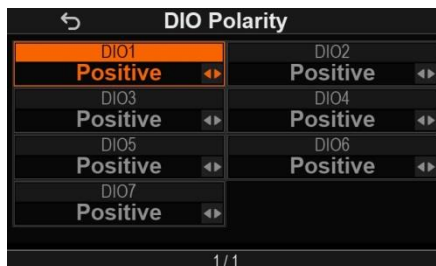 DIO Polarity
DIO1 DIO2
Positive Positive
DIO3 DIO4
Positive Positive
DIO5 DIO6
Positive Positive
DIO7
Positive
1/1